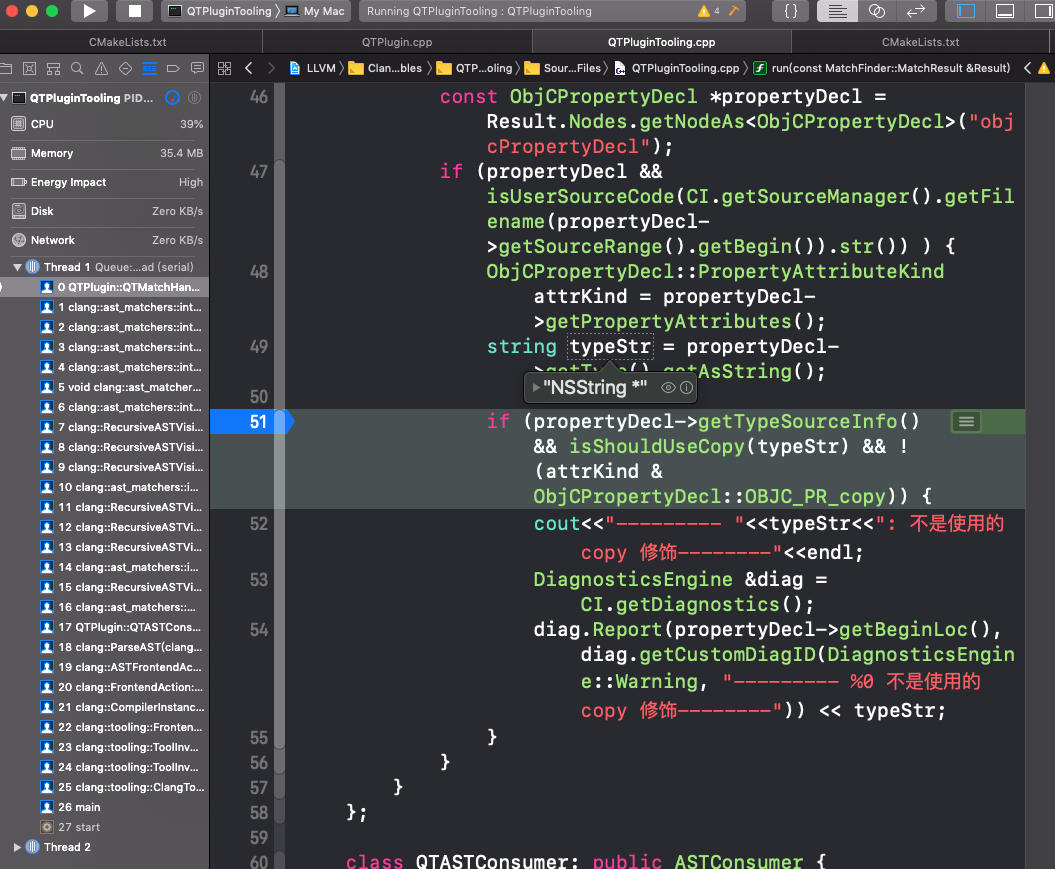 QTPluginTooling 〉 My Mac
Running QTPluginTooling : QTPluginTooling
4
CMakeLists.txt
QTPlugin.cpp
QTPluginTooling.cpp
CMakeLists.txt
LLVM 〉 Clan...bles 〉 QTP...oling 〉 Sour...Files 〉 QTPluginTooling.cpp 〉 f run(const MatchFinder::MatchResult &Result)
QTPluginTooling PID...
CPU 39%
Memory 35.4 MB
Energy Impact High
Disk Zero KB/s
Network Zero KB/s
Thread 1 Queue:...ad (serial)
0 QTPlugin::QTMatchHan...
1 clang::ast_matchers::int...
2 clang::ast_matchers::int...
3 clang::ast_matchers::int...
4 clang::ast_matchers::int...
5 void clang::ast_matcher...
6 clang::ast_matchers::int...
7 clang::RecursiveASTVisi...
8 clang::RecursiveASTVisi...
9 clang::RecursiveASTVisi...
10 clang::ast_matchers::i...
11 clang::RecursiveASTVi...
12 clang::RecursiveASTVi...
13 clang::RecursiveASTVi...
14 clang::ast_matchers::i...
15 clang::RecursiveASTVi...
16 clang::ast_matchers::...
17 QTPlugin::QTASTCons...
18 clang::ParseAST(clang...
19 clang::ASTFrontendAc...
20 clang::FrontendAction:...
21 clang::CompilerInstanc...
22 clang::tooling::Fronten...
23 clang::tooling::ToolInv...
24 clang::tooling::ToolInv...
25 clang::tooling::ClangTo...
26 main
27 start
Thread 2
46 const ObjCPropertyDecl *propertyDecl =
Result.Nodes.getNodeAs<ObjCPropertyDecl>("obj
cPropertyDecl");
47 if (propertyDecl &&
isUserSourceCode(CI.getSourceManager().getFil
ename(propertyDecl-
>getSourceRange().getBegin()).str()) ) {
48 ObjCPropertyDecl::PropertyAttributeKind
attrKind = propertyDecl-
>getPropertyAttributes();
49 string typeStr = propertyDecl-
>getType().getAsString();
"NSString *"
50
51 if (propertyDecl->getTypeSourceInfo()
&& isShouldUseCopy(typeStr) && !
(attrKind &
ObjCPropertyDecl::OBJC_PR_copy)) {
52 cout<<"--------- "<<typeStr<<": 不是使用的
copy 修饰--------"<<endl;
53 DiagnosticsEngine &diag =
CI.getDiagnostics();
54 diag.Report(propertyDecl->getBeginLoc(),
diag.getCustomDiagID(DiagnosticsEngin
e::Warning, "--------- %0 不是使用的
copy 修饰--------")) << typeStr;
55 }
56 }
57 }
58 };
59
60 class QTASTConsumer: public ASTConsumer {